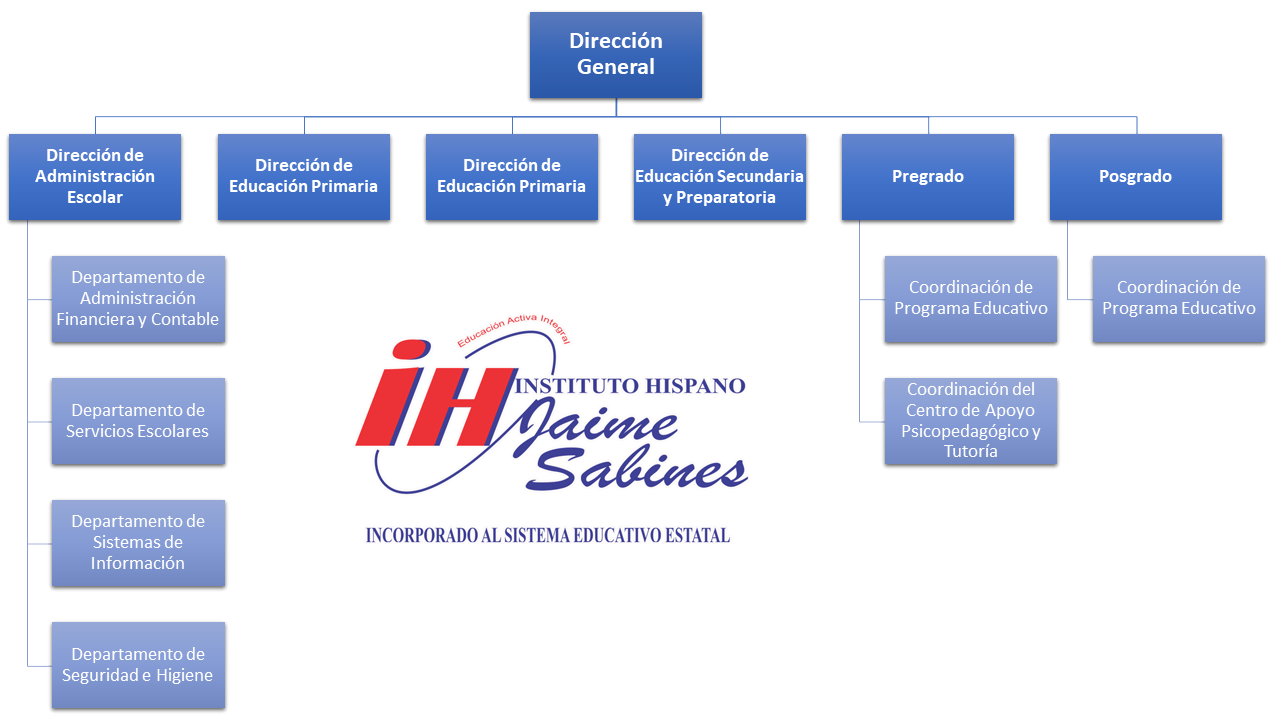 Dirección
General
Dirección de
Administración
Escolar
Dirección de
Educación Primaria
Dirección de
Educación Primaria
Dirección de
Educación Secundaria
y Preparatoria
Pregrado
Posgrado
Departamento de
Administración
Financiera y Contable
Departamento de
Servicios Escolares
Departamento de
Sistemas de
Información
Departamento de
Seguridad e Higiene
Coordinación de
Programa Educativo
Coordinación del
Centro de Apoyo
Psicopedagógico y
Tutoría
Coordinación de
Programa Educativo
Educación Activa Integral
iH
INSTITUTO HISPANO
Jaime
Sabines
INCORPORADO AL SISTEMA EDUCATIVO ESTATAL